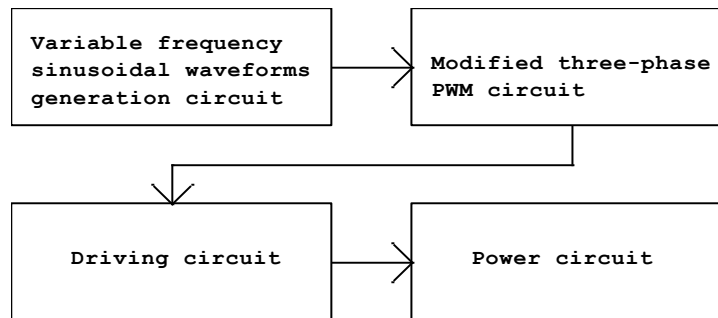 Variable frequency
sinusoidal waveforms
generation circuit
Modified three-phase
PWM circuit
Driving circuit
Power circuit